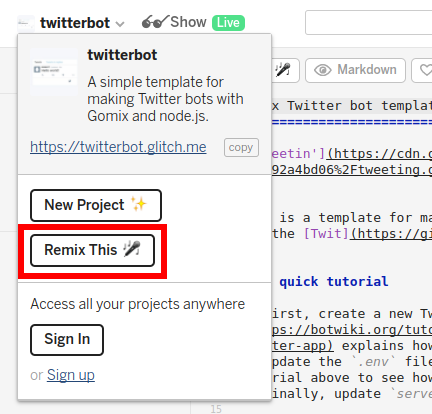 twitterbot
Show Live
twitterbot
A simple template for
making Twitter bots with
Gomix and node.js.
https://twitterbot.glitch.me copy
New Project
Remix This
Access all your projects anywhere
Sign In
or Sign up
Markdown
x Twitter bot templat
=====================
eetin'](https://cdn.g
92a4bd06%2Ftweeting.g
is a template for ma
the [Twit](https://gi
quick tutorial
irst, create a new Tw
ps://botwiki.org/tuto
ter-app) explains how
pdate the `.env` file
rial above to see how
inally, update `serve
15